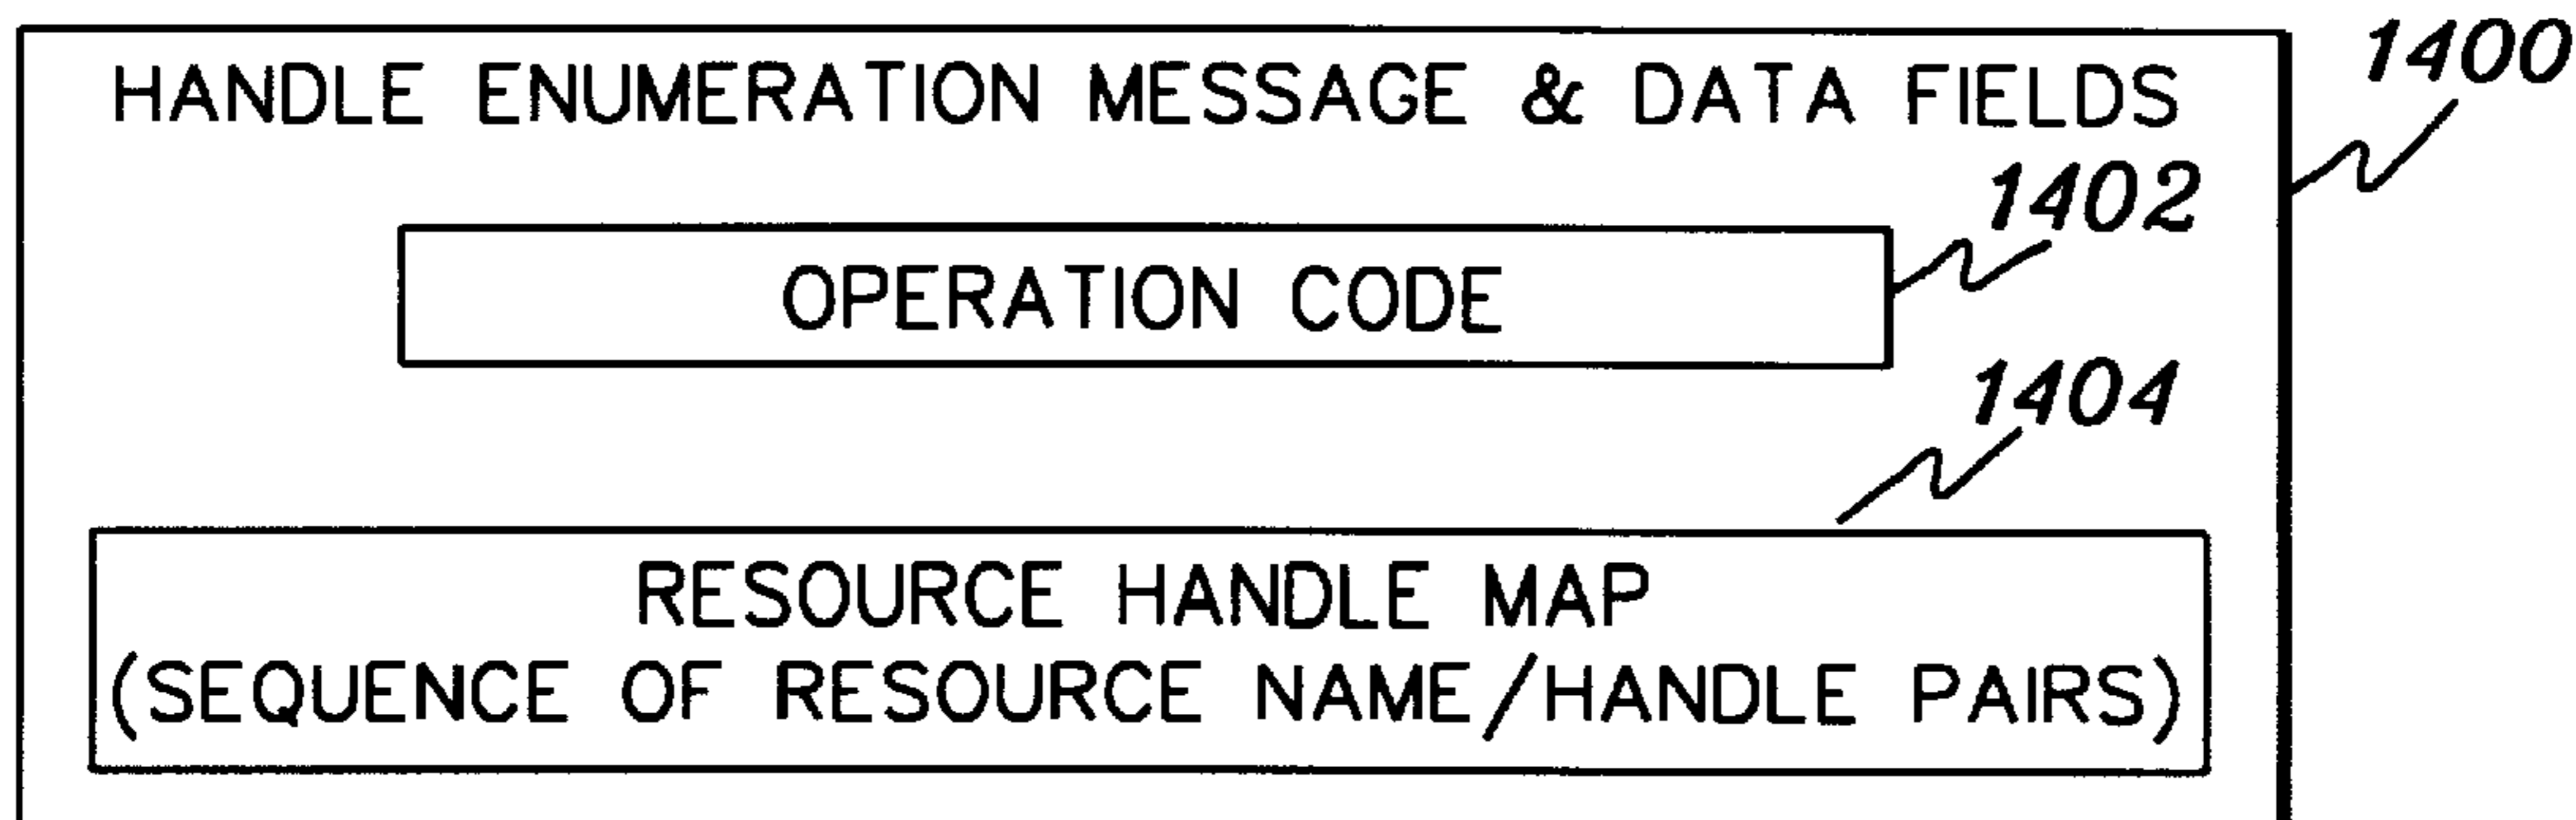 HANDLE ENUMERATION MESSAGE & DATA FIELDS
1400
1402
OPERATION CODE
1404
RESOURCE HANDLE MAP
(SEQUENCE OF RESOURCE NAME/HANDLE PAIRS)